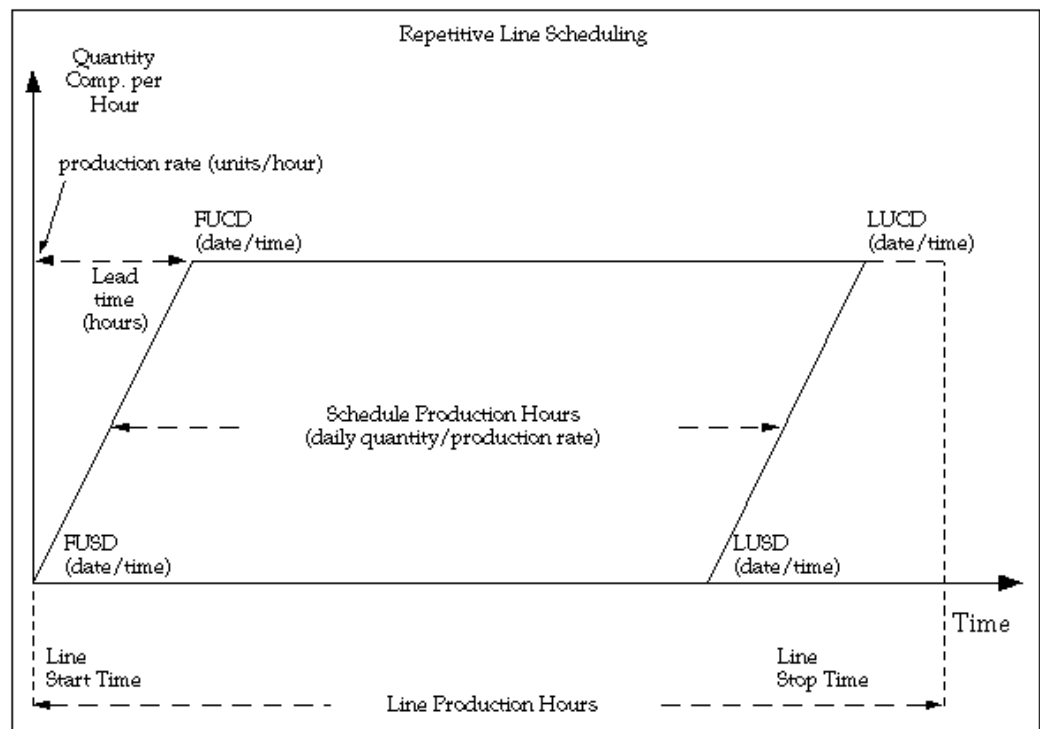 Repetitive Line Scheduling
Quantity
Comp. per
Hour
production rate (units/hour)
FUCD
(date/time)
LUCD
(date/time)
Lead
time
(hours)
Schedule Production Hours
(daily quantity/production rate)
FUSD
(date/time)
LUSD
(date/time)
Time
Line
Start Time
Line
Stop Time
Line Production Hours